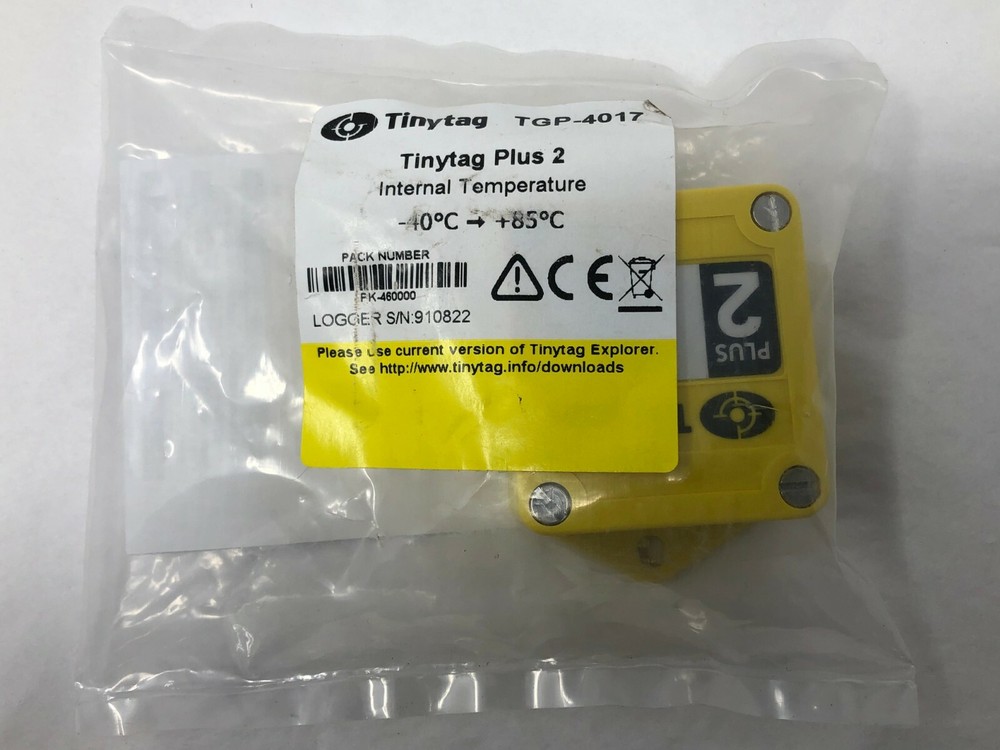 Tinytag TGP-4017
Tinytag Plus 2
Internal Temperature
-40°C → +85°C
PACK NUMBER
PK-460000
LOGGER S/N:910822
CE
Please use current version of Tinytag Explorer.
See http://www.tinytag.info/downloads
2
PLUS
T